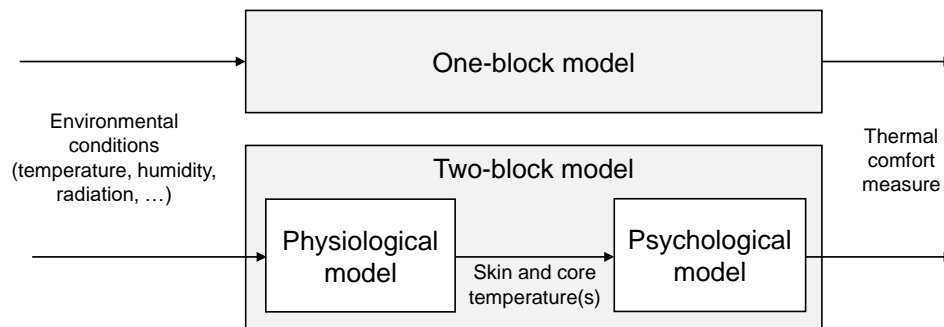 One-block model
Environmental
conditions
(temperature, humidity,
radiation, …)
Thermal
comfort
measure
Two-block model
Physiological
model
Skin and core
temperature(s)
Psychological
model